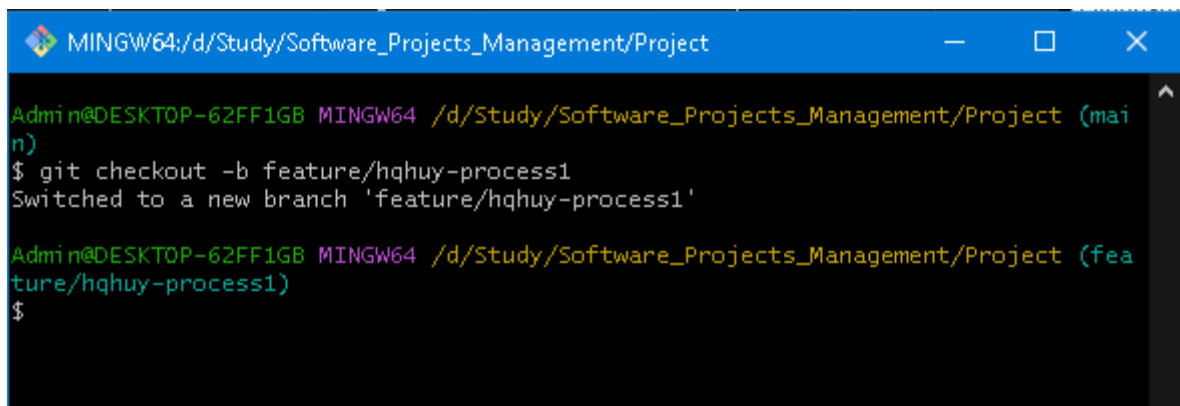 MINGW64:/d/Study/Software_Projects_Management/Project
Admin@DESKTOP-62FF1GB MINGW64 /d/Study/Software_Projects_Management/Project (mai
n)
$ git checkout -b feature/hqhuy-process1
Switched to a new branch 'feature/hqhuy-process1'
Admin@DESKTOP-62FF1GB MINGW64 /d/Study/Software_Projects_Management/Project (fea
ture/hqhuy-process1)
$